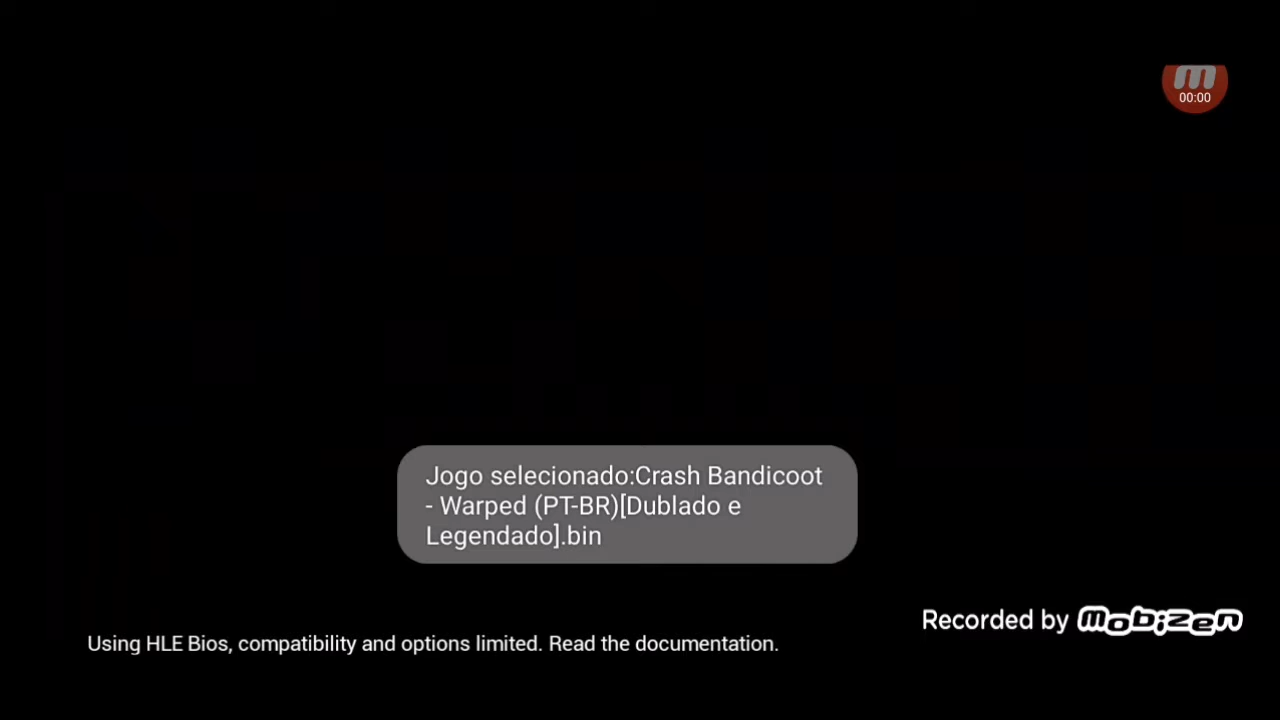 m
00:00
Jogo selecionado:Crash Bandicoot
- Warped (PT-BR)[Dublado e
Legendado].bin
Recorded by mobizen
Using HLE Bios, compatibility and options limited. Read the documentation.